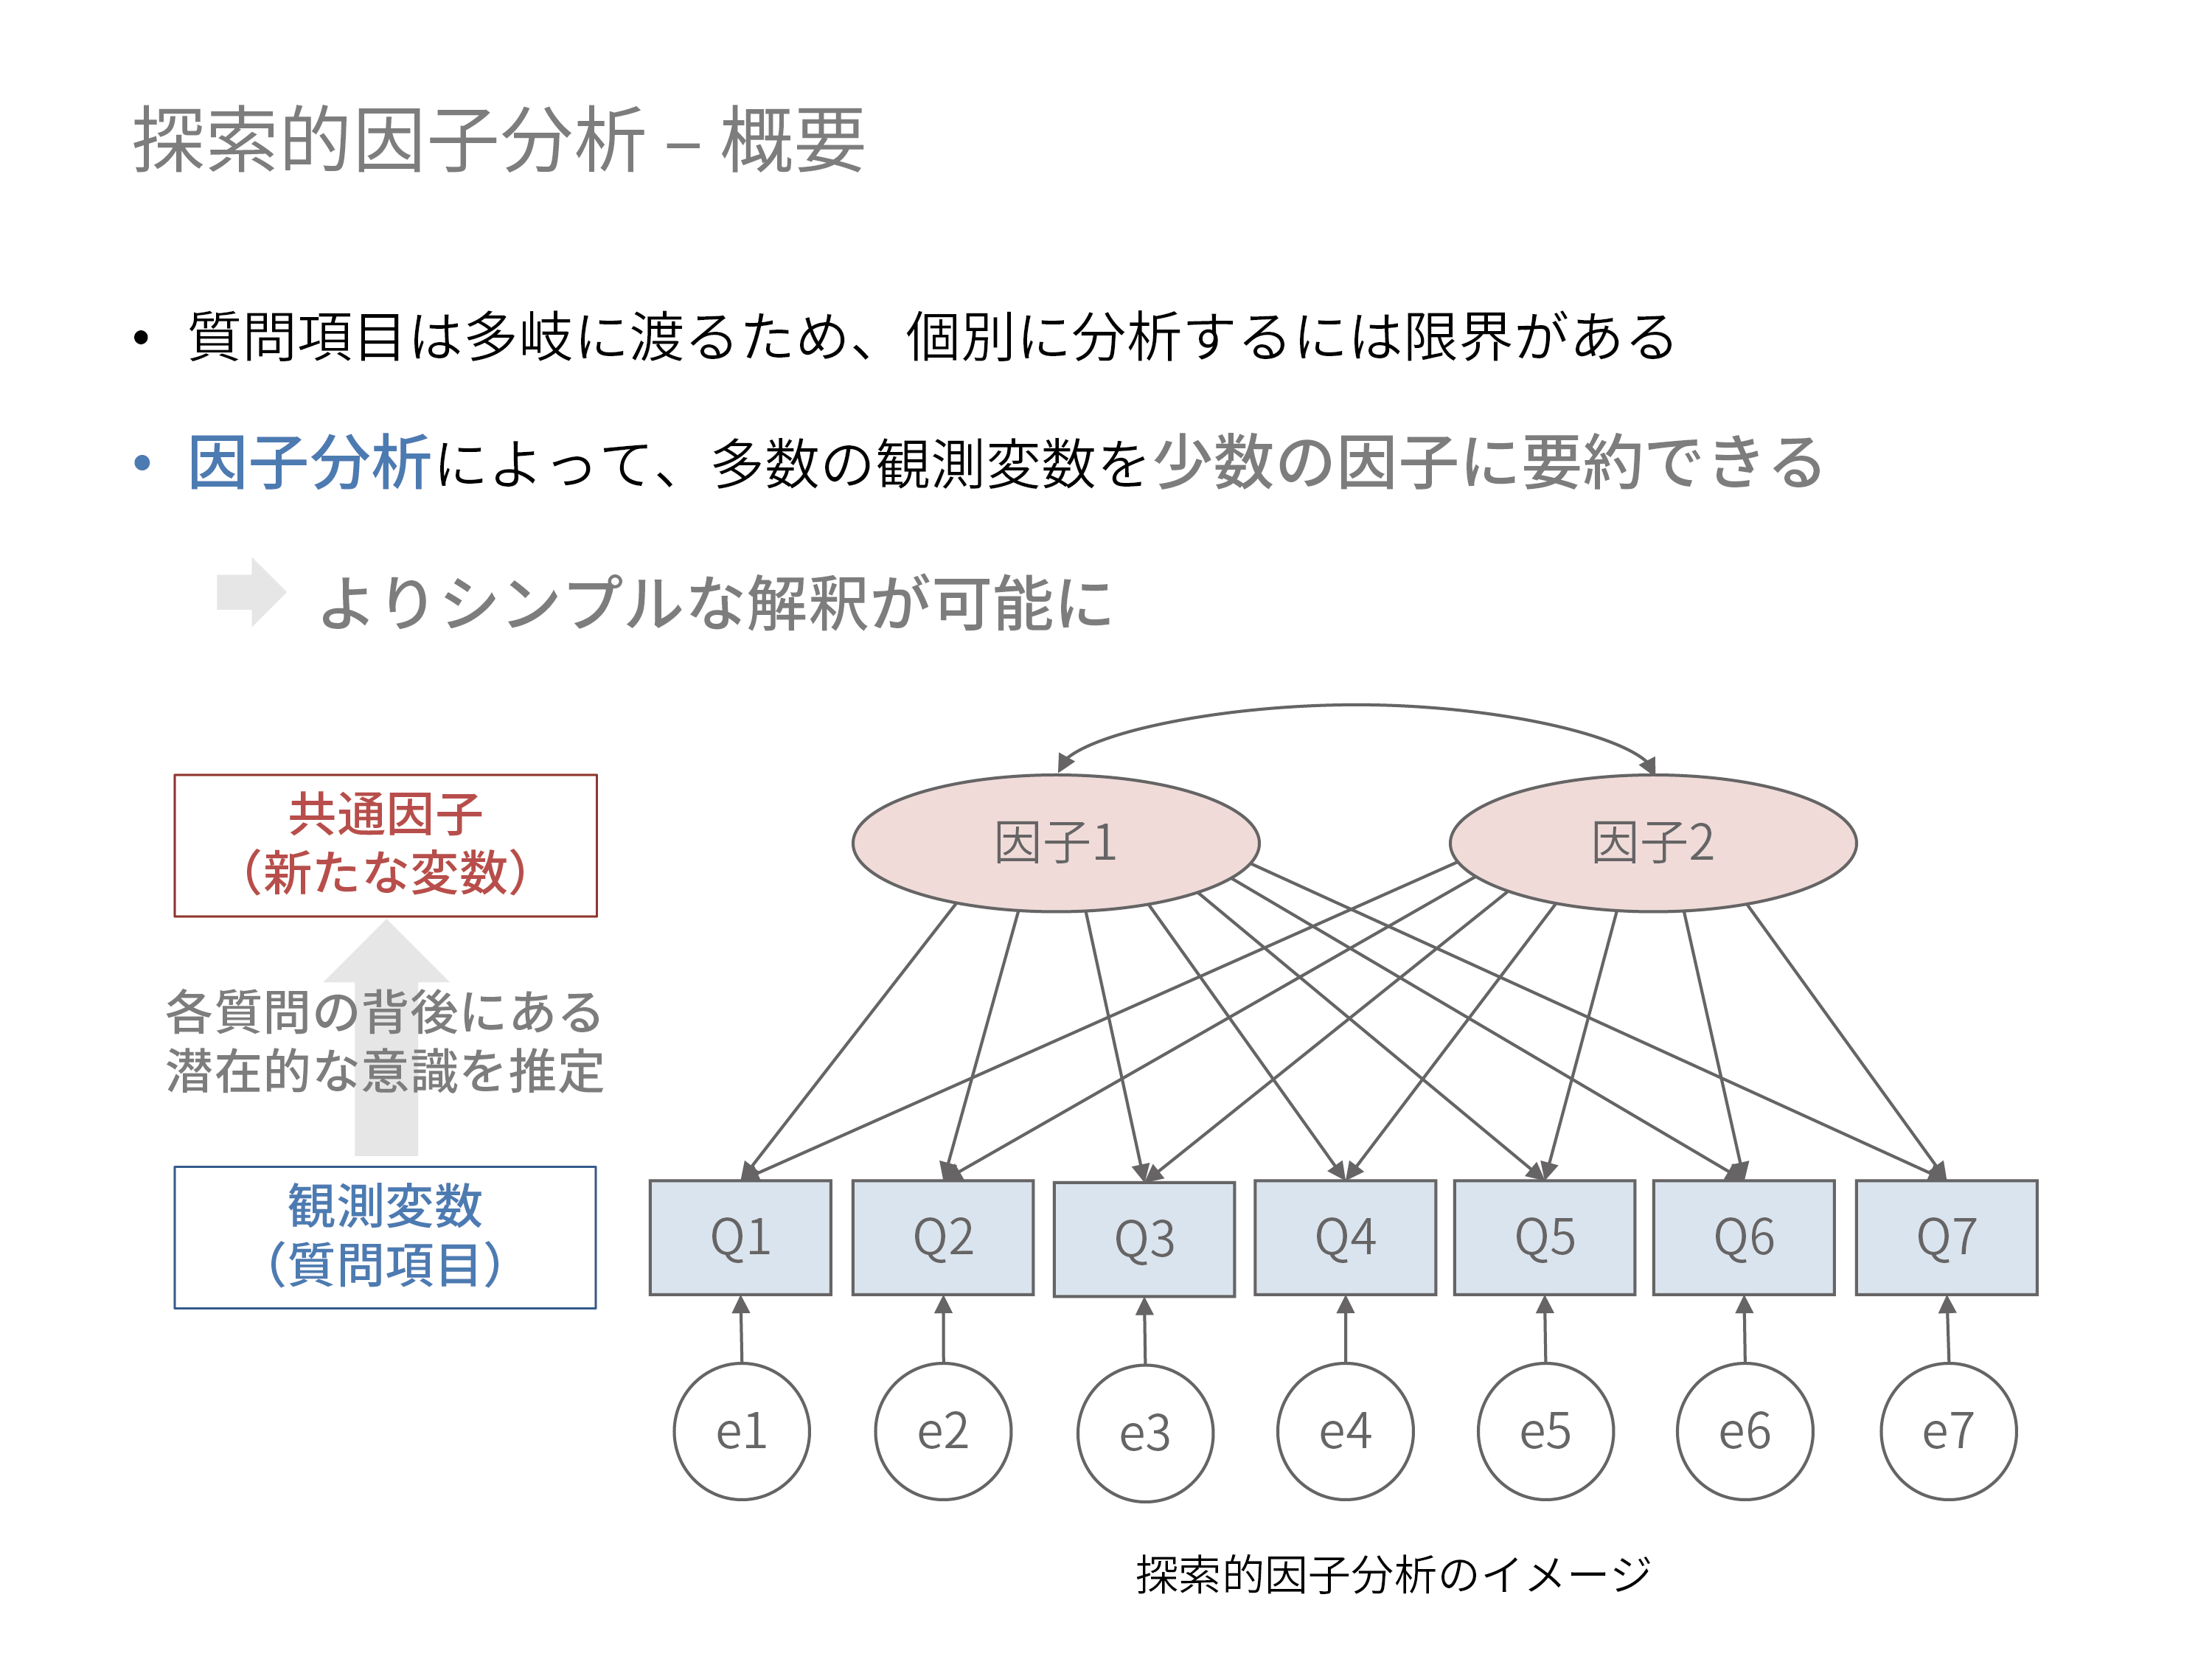 探索的因子分析 – 概要
• 質問項目は多岐に渡るため、個別に分析するには限界がある
• 因子分析によって、多数の観測変数を少数の因子に要約できる
よりシンプルな解釈が可能に
共通因子
（新たな変数）
各質問の背後にある
潜在的な意識を推定
観測変数
（質問項目）
因子1
因子2
Q1
Q2
Q3
Q4
Q5
Q6
Q7
e1
e2
e3
e4
e5
e6
e7
探索的因子分析のイメージ